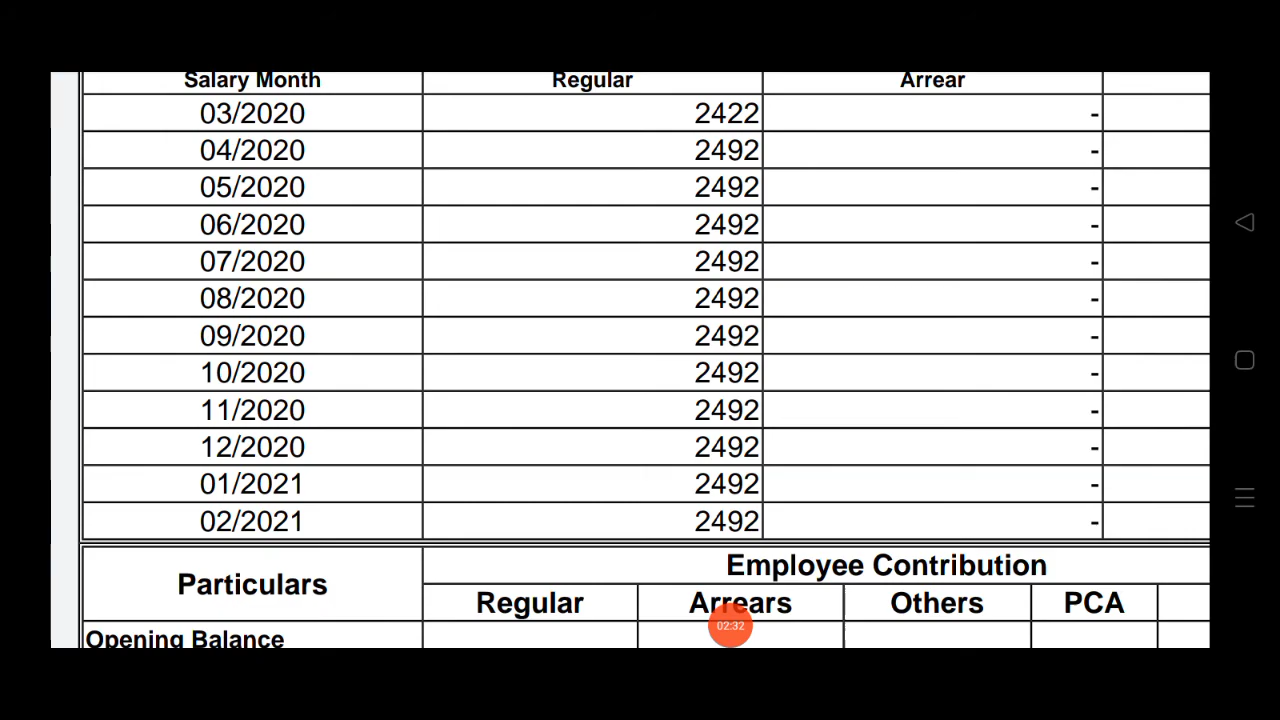 Salary Month Regular Arrear
03/2020 2422 -
04/2020 2492 -
05/2020 2492 -
06/2020 2492 -
07/2020 2492 -
08/2020 2492 -
09/2020 2492 -
10/2020 2492 -
11/2020 2492 -
12/2020 2492 -
01/2021 2492 -
02/2021 2492 -
Employee Contribution
Particulars
Regular Arrears Others PCA
02:32
Opening Balance